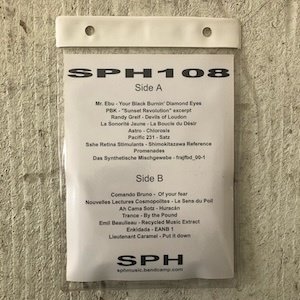 SPH108
Side A
Mr. Ebu - Your Black Burnin' Diamond Eyes
PBK - "Sunset Revolution" excerpt
Randy Greif - Devils of Loudon
Le Sonorité Jaune - La Boucle du Désir
Astro - Chlorosis
Pacific 231 - Satz
Sshe Retina Stimulants - Shimokitazawa Reference
Promenades
Das Synthetische Mischgewebe - frajfbd_00-1
Side B
Comando Bruno - Of your fear
Nouvelles Lectures Cosmopolites - Le Sens du Poil
Ah Cama Sotz - Huracán
Trance - By the Pound
Emil Beaulieau - Recycled Music Extract
Enkidada - EANB 1
Lieutenant Caramel - Put it down
SPH
sphmusic.bandcamp.com